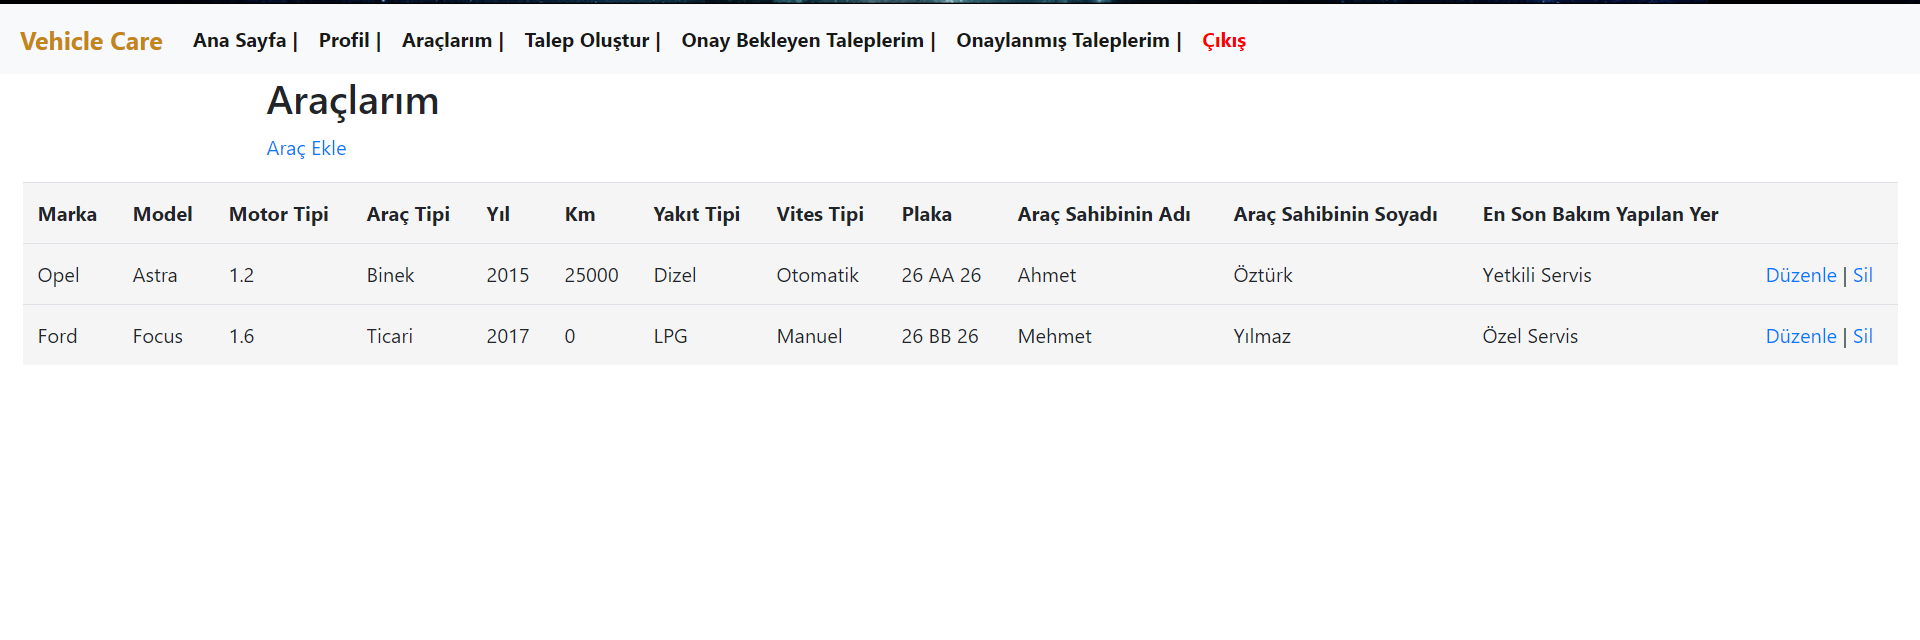 Vehicle Care Ana Sayfa | Profil | Araçlarım | Talep Oluştur | Onay Bekleyen Taleplerim | Onaylanmış Taleplerim | Çıkış
Araçlarım
Araç Ekle
Marka Model Motor Tipi Araç Tipi Yıl Km Yakıt Tipi Vites Tipi Plaka Araç Sahibinin Adı Araç Sahibinin Soyadı En Son Bakım Yapılan Yer
Opel Astra 1.2 Binek 2015 25000 Dizel Otomatik 26 AA 26 Ahmet Öztürk Yetkili Servis Düzenle | Sil
Ford Focus 1.6 Ticari 2017 0 LPG Manuel 26 BB 26 Mehmet Yılmaz Özel Servis Düzenle | Sil